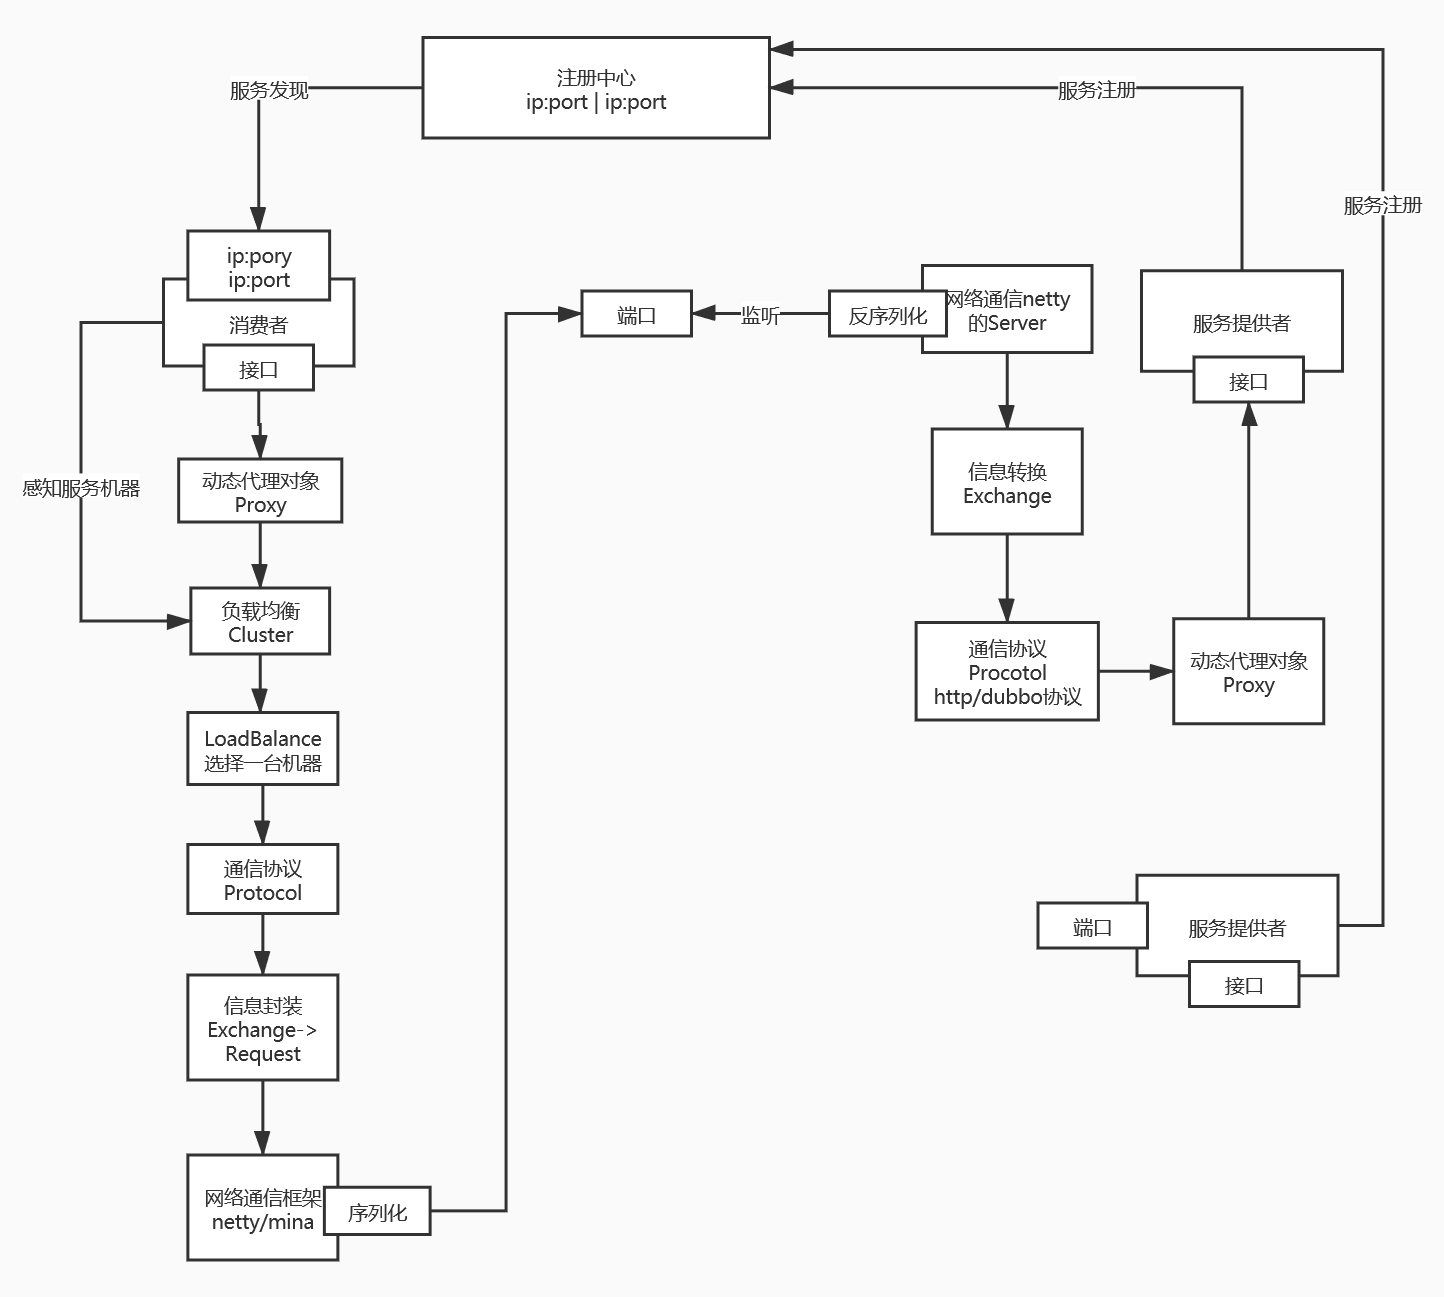 注册中心
ip:port | ip:port
服务发现
服务注册
服务注册
ip:pory
ip:port
消费者
接口
感知服务机器
动态代理对象
Proxy
负载均衡
Cluster
LoadBalance
选择一台机器
通信协议
Protocol
信息封装
Exchange->
Request
网络通信框架
netty/mina
序列化
端口
监听
反序列化
网络通信netty
的Server
信息转换
Exchange
通信协议
Procotol
http/dubbo协议
动态代理对象
Proxy
服务提供者
接口
端口
服务提供者
接口